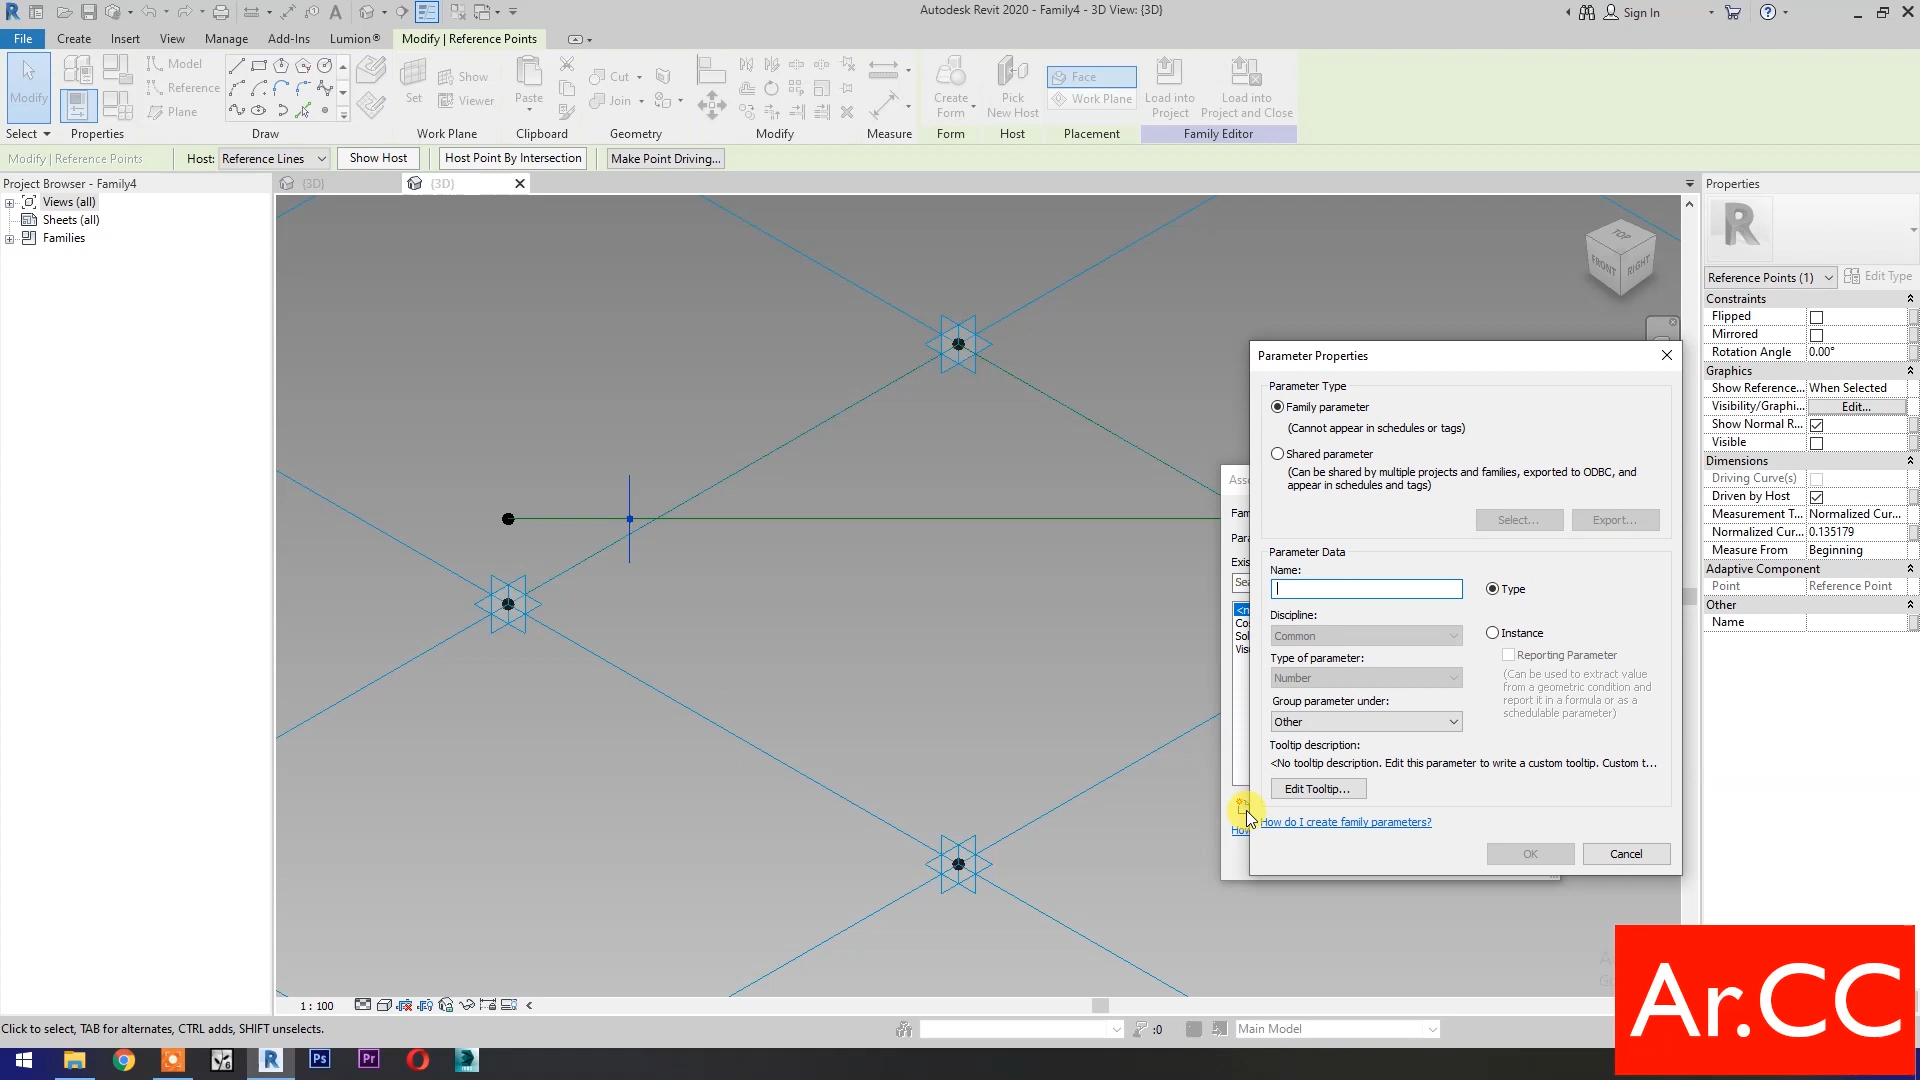 Autodesk Revit 2020 - Family4 - 3D View: {3D}
Sign In
File
Create
Insert
View
Manage
Add-Ins
Lumion®
Modify | Reference Points
Modify
Model
Reference
Plane
Set
Show
Viewer
Paste
Cut
Join
Create
Form
Pick
New Host
Face
Work Plane
Load into
Project
Load into
Project and Close
Select
Properties
Draw
Work Plane
Clipboard
Geometry
Modify
Measure
Form
Host
Placement
Family Editor
Modify | Reference Points
Host:
Reference Lines
Show Host
Host Point By Intersection
Make Point Driving...
Project Browser - Family4
Views (all)
Sheets (all)
Families
{3D}
{3D}
TOP
FRONT
RIGHT
Parameter Properties
Parameter Type
Family parameter
(Cannot appear in schedules or tags)
Shared parameter
(Can be shared by multiple projects and families, exported to ODBC, and
appear in schedules and tags)
Select...
Export...
Parameter Data
Name:
Type
Discipline:
Common
Instance
Reporting Parameter
Type of parameter:
(Can be used to extract value
from a geometric condition and
report it in a formula or as a
schedulable parameter)
Number
Group parameter under:
Other
Tooltip description:
<No tooltip description. Edit this parameter to write a custom tooltip. Custom t...
Edit Tooltip...
How do I create family parameters?
OK
Cancel
Properties
R
Reference Points (1)
Edit Type
Constraints
Flipped
Mirrored
Rotation Angle
0.00°
Graphics
Show Reference...
When Selected
Visibility/Graphi...
Edit...
Show Normal R...
Visible
Dimensions
Driving Curve(s)
Driven by Host
Measurement T...
Normalized Cur...
Normalized Cur...
0.135179
Measure From
Beginning
Adaptive Component
Point
Reference Point
Other
Name
1 : 100
Click to select, TAB for alternates, CTRL adds, SHIFT unselects.
:0
Main Model
Ps
Pr
Ar.CC